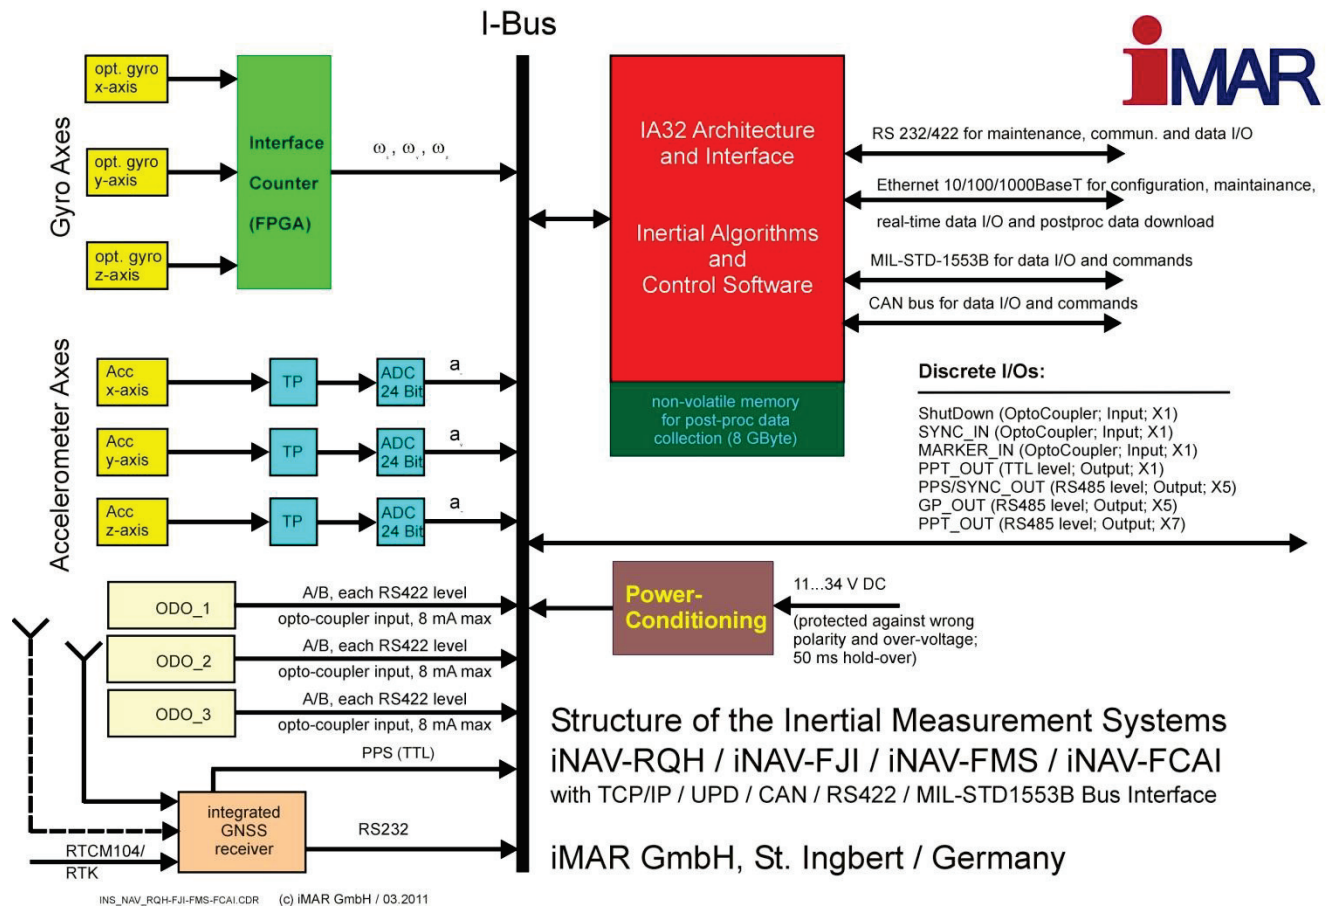 I-Bus
iMAR
Gyro Axes
opt. gyro
x-axis
opt. gyro
y-axis
opt. gyro
z-axis
Interface
Counter
(FPGA)
ω , ω , ω
IA32 Architecture
and Interface
Inertial Algorithms
and
Control Software
non-volatile memory
for post-proc data
collection (8 GByte)
RS 232/422 for maintenance, commun. and data I/O
Ethernet 10/100/1000BaseT for configuration, maintainance,
real-time data I/O and postproc data download
MIL-STD-1553B for data I/O and commands
CAN bus for data I/O and commands
Accelerometer Axes
Acc
x-axis
TP
ADC
24 Bit
a
Acc
y-axis
TP
ADC
24 Bit
a
Acc
z-axis
TP
ADC
24 Bit
a
Discrete I/Os:
ShutDown (OptoCoupler; Input; X1)
SYNC_IN (OptoCoupler; Input; X1)
MARKER_IN (OptoCoupler; Input; X1)
PPT_OUT (TTL level; Output; X1)
PPS/SYNC_OUT (RS485 level; Output; X5)
GP_OUT (RS485 level; Output; X5)
PPT_OUT (RS485 level; Output; X7)
ODO_1
A/B, each RS422 level
opto-coupler input, 8 mA max
ODO_2
A/B, each RS422 level
opto-coupler input, 8 mA max
ODO_3
A/B, each RS422 level
opto-coupler input, 8 mA max
Power-
Conditioning
11...34 V DC
(protected against wrong
polarity and over-voltage;
50 ms hold-over)
PPS (TTL)
integrated
GNSS
receiver
RS232
RTCM104/
RTK
Structure of the Inertial Measurement Systems
iNAV-RQH / iNAV-FJI / iNAV-FMS / iNAV-FCAI
with TCP/IP / UPD / CAN / RS422 / MIL-STD1553B Bus Interface
iMAR GmbH, St. Ingbert / Germany
INS_NAV_RQH-FJI-FMS-FCAI.CDR (c) iMAR GmbH / 03.2011